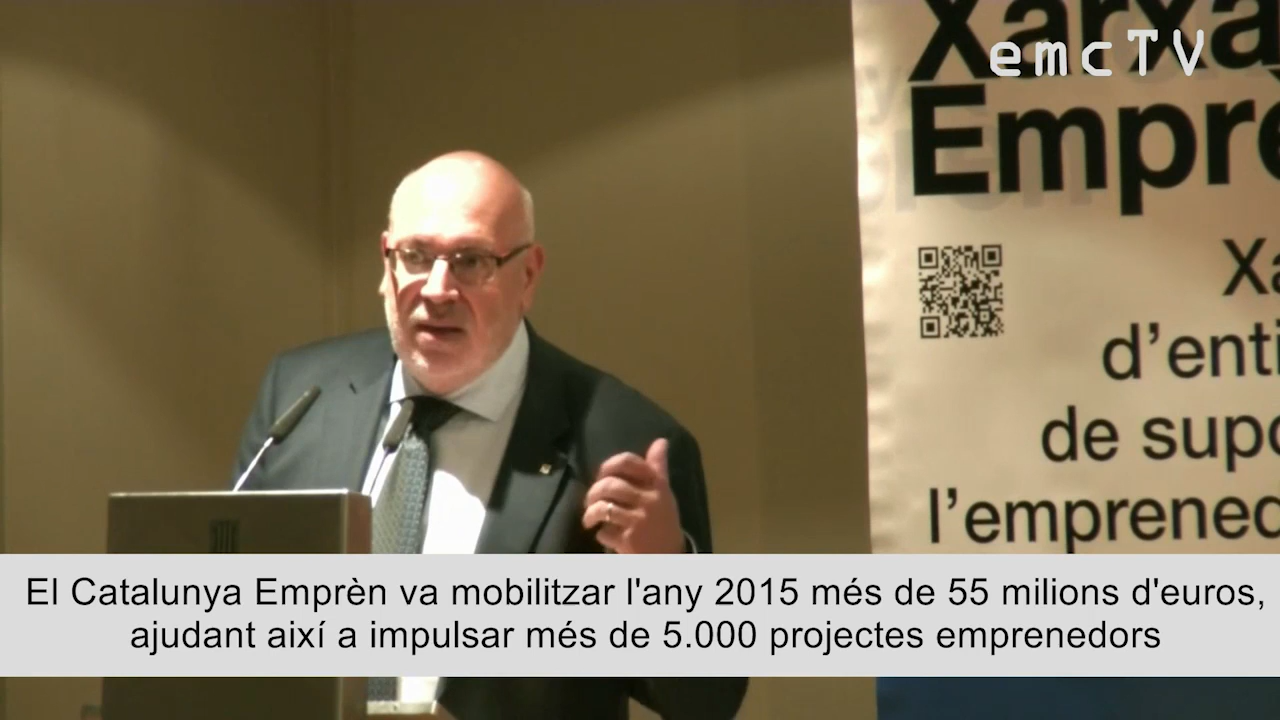 emcTV
Xarxa
Emprè
Xa
d’enti
de supo
l’emprened
El Catalunya Emprèn va mobilitzar l'any 2015 més de 55 milions d'euros,
ajudant així a impulsar més de 5.000 projectes emprenedors